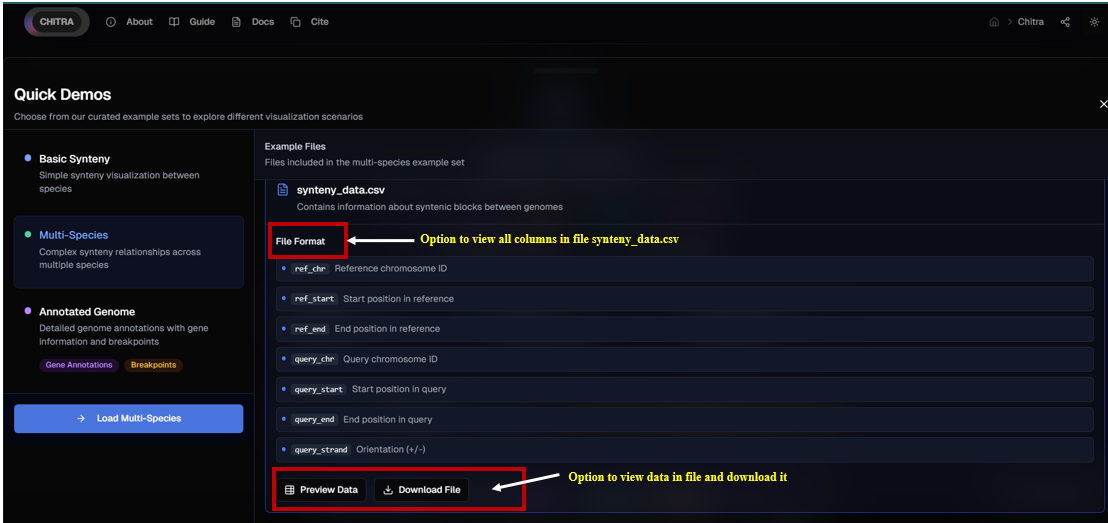 CHITRA About Guide Docs Cite Chitra
Quick Demos
Choose from our curated example sets to explore different visualization scenarios
Basic Synteny
Simple synteny visualization between
species
Multi-Species
Complex synteny relationships across
multiple species
Annotated Genome
Detailed genome annotations with gene
information and breakpoints
Gene Annotations Breakpoints
Load Multi-Species
Example Files
Files included in the multi-species example set
synteny_data.csv
Contains information about syntenic blocks between genomes
File Format
Option to view all columns in file synteny_data.csv
ref_chr Reference chromosome ID
ref_start Start position in reference
ref_end End position in reference
query_chr Query chromosome ID
query_start Start position in query
query_end End position in query
query_strand Orientation (+/-)
Preview Data Download File
Option to view data in file and download it